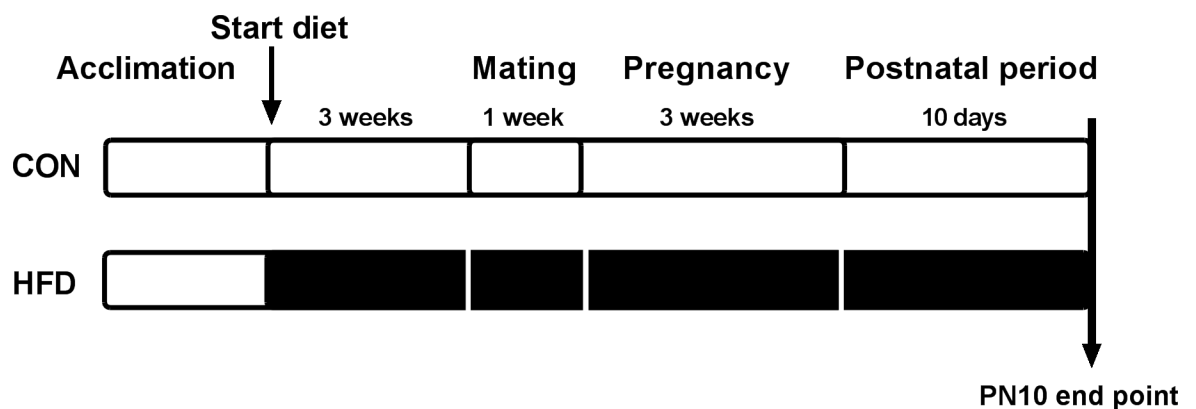 Start diet
Acclimation Mating Pregnancy Postnatal period
3 weeks 1 week 3 weeks 10 days
CON
HFD
PN10 end point